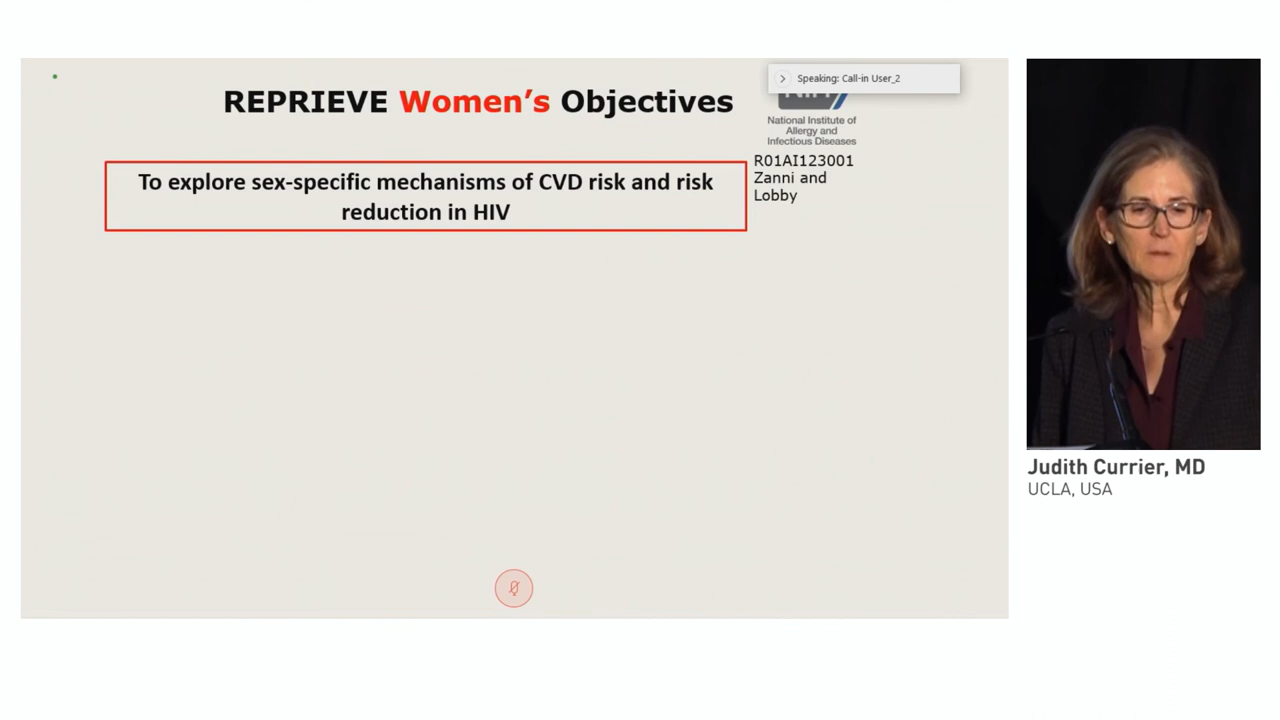 Speaking: Call-in User_2
REPRIEVE Women's Objectives
National Institute of
Allergy and
Infectious Diseases
R01AI123001
Zanni and
Lobby
To explore sex-specific mechanisms of CVD risk and risk
reduction in HIV
Judith Currier, MD
UCLA, USA